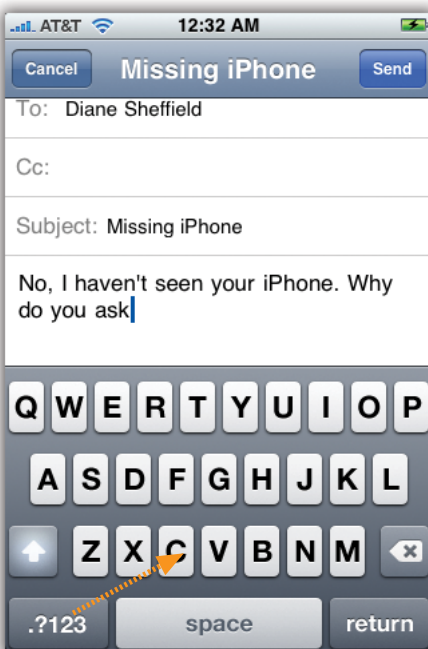 AT&T 12:32 AM
Cancel Missing iPhone Send
To: Diane Sheffield
Cc:
Subject: Missing iPhone
No, I haven't seen your iPhone. Why
do you ask
Q W E R T Y U I O P
A S D F G H J K L
Z X C V B N M
.?123 space return